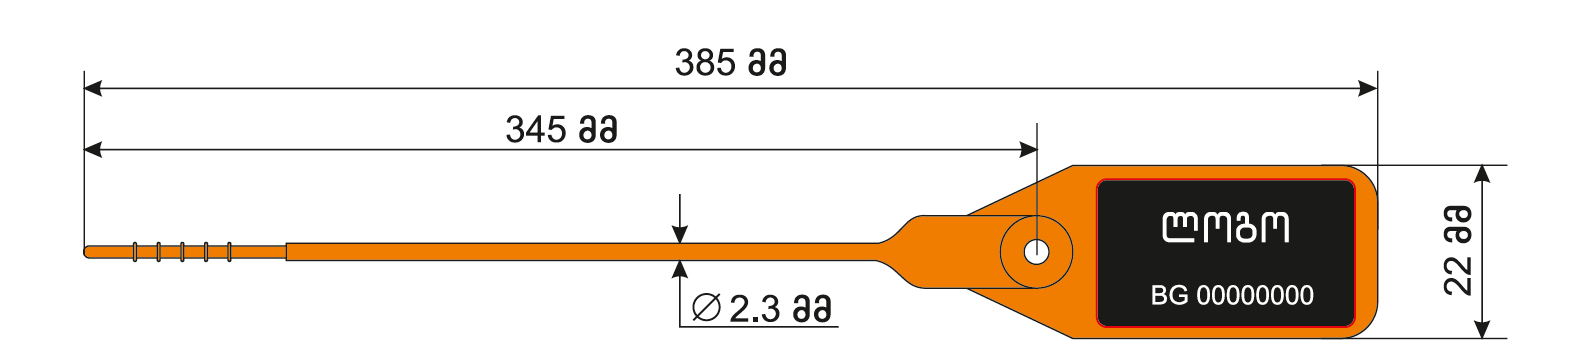 385 მმ
345 მმ
∅ 2.3 მმ
22 მმ
ლოგო
BG 00000000